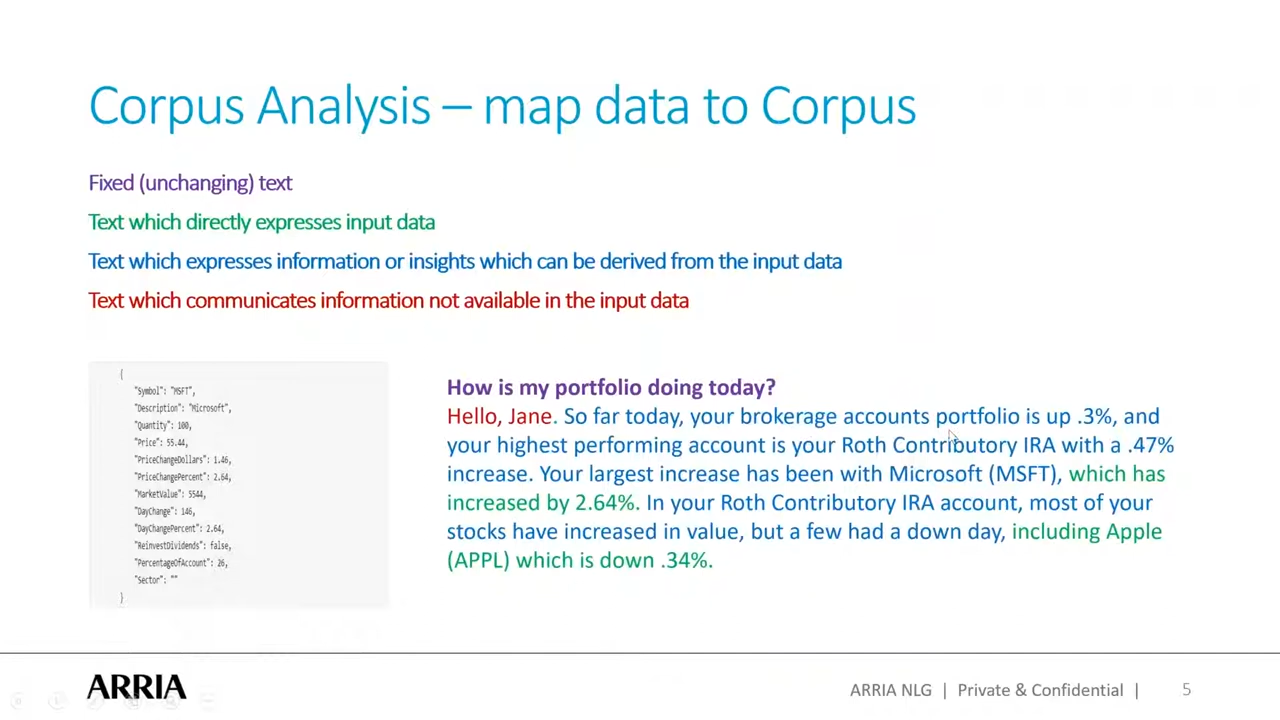 Corpus Analysis – map data to Corpus
Fixed (unchanging) text
Text which directly expresses input data
Text which expresses information or insights which can be derived from the input data
Text which communicates information not available in the input data
{
"Symbol": "MSFT",
"Description": "Microsoft",
"Quantity": 100,
"Price": 55.44,
"PriceChangeDollars": 1.46,
"PriceChangePercent": 2.64,
"MarketValue": 5544,
"DayChange": 146,
"DayChangePercent": 2.64,
"ReinvestDividends": false,
"PercentageOfAccount": 26,
"Sector": ""
}
How is my portfolio doing today?
Hello, Jane. So far today, your brokerage accounts portfolio is up .3%, and
your highest performing account is your Roth Contributory IRA with a .47%
increase. Your largest increase has been with Microsoft (MSFT), which has
increased by 2.64%. In your Roth Contributory IRA account, most of your
stocks have increased in value, but a few had a down day, including Apple
(APPL) which is down .34%.
ARRIA
ARRIA NLG | Private & Confidential | 5